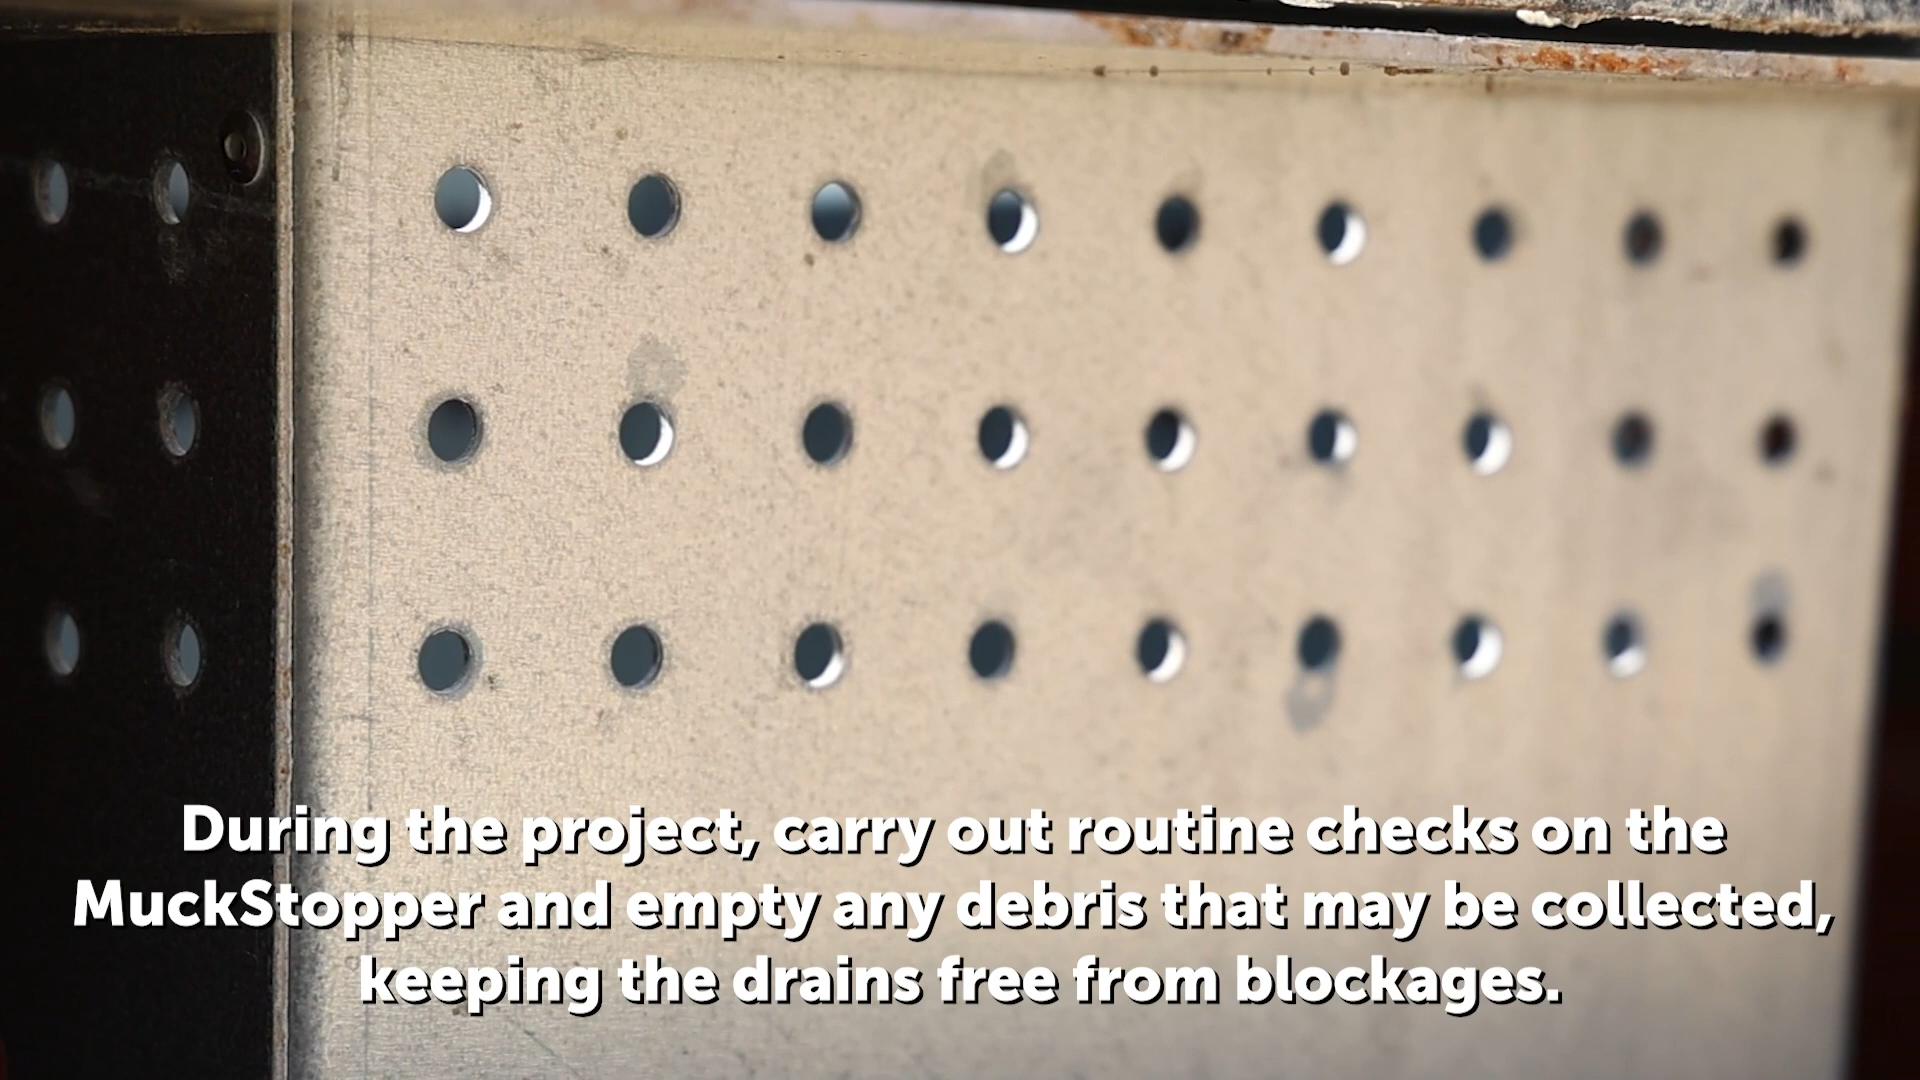 During the project, carry out routine checks on the
MuckStopper and empty any debris that may be collected,
keeping the drains free from blockages.